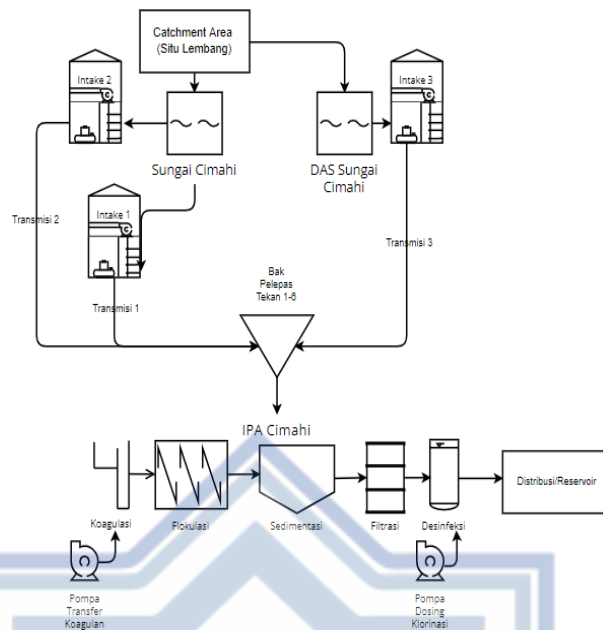 Catchment Area
(Situ Lembang)
Intake 2
Intake 3
Sungai Cimahi
DAS Sungai
Cimahi
Transmisi 2
Intake 1
Transmisi 3
Transmisi 1
Bak
Pelepas
Tekan 1-6
IPA Cimahi
Koagulasi
Flokulasi
Sedimentasi
Filtrasi
Desinfeksi
Distribusi/Reservoir
Pompa
Transfer
Koagulan
Pompa
Dosing
Klorinasi